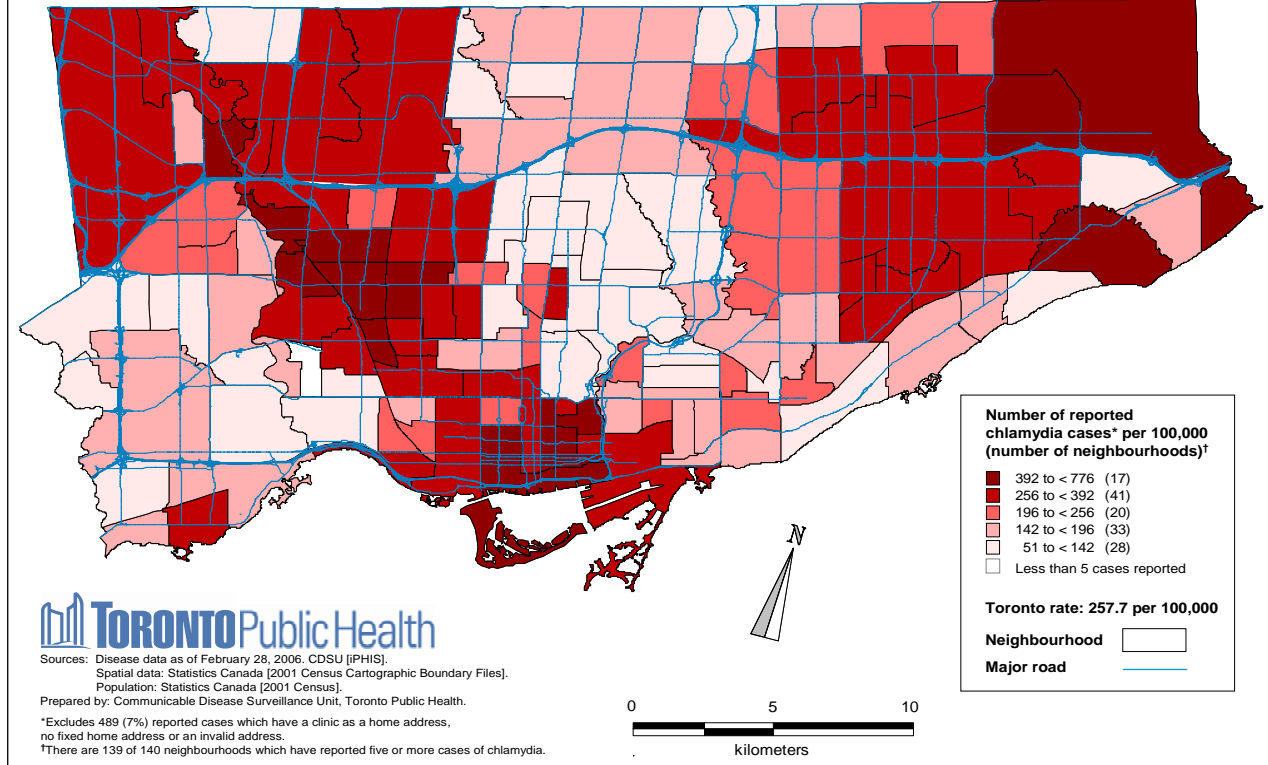 Number of reported
chlamydia cases* per 100,000
(number of neighbourhoods)†
392 to < 776 (17)
256 to < 392 (41)
196 to < 256 (20)
142 to < 196 (33)
51 to < 142 (28)
Less than 5 cases reported
Toronto rate: 257.7 per 100,000
Neighbourhood
Major road
N
TORONTO Public Health
Sources: Disease data as of February 28, 2006. CDSU [iPHIS].
Spatial data: Statistics Canada [2001 Census Cartographic Boundary Files].
Population: Statistics Canada [2001 Census].
Prepared by: Communicable Disease Surveillance Unit, Toronto Public Health.
*Excludes 489 (7%) reported cases which have a clinic as a home address,
no fixed home address or an invalid address.
†There are 139 of 140 neighbourhoods which have reported five or more cases of chlamydia.
0 5 10
kilometers